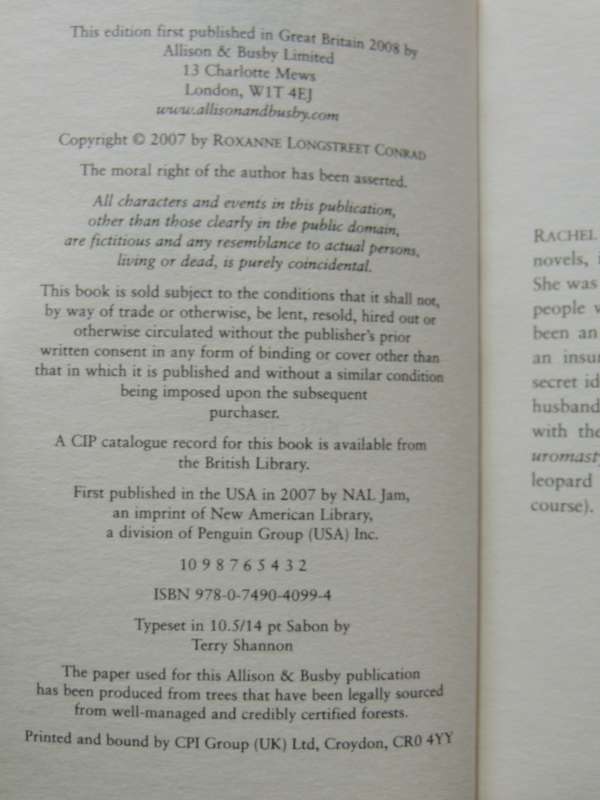 This edition first published in Great Britain 2008 by
Allison & Busby Limited
13 Charlotte Mews
London, W1T 4EJ
www.allisonandbusby.com
Copyright © 2007 by ROXANNE LONGSTREET CONRAD
The moral right of the author has been asserted.
All characters and events in this publication,
other than those clearly in the public domain,
are fictitious and any resemblance to actual persons,
living or dead, is purely coincidental.
This book is sold subject to the conditions that it shall not,
by way of trade or otherwise, be lent, resold, hired out or
otherwise circulated without the publisher's prior
written consent in any form of binding or cover other than
that in which it is published and without a similar condition
being imposed upon the subsequent
purchaser.
A CIP catalogue record for this book is available from
the British Library.
First published in the USA in 2007 by NAL Jam,
an imprint of New American Library,
a division of Penguin Group (USA) Inc.
10 9 8 7 6 5 4 3 2
ISBN 978-0-7490-4099-4
Typeset in 10.5/14 pt Sabon by
Terry Shannon
The paper used for this Allison & Busby publication
has been produced from trees that have been legally sourced
from well-managed and credibly certified forests.
Printed and bound by CPI Group (UK) Ltd, Croydon, CR0 4YY
RACHEL
novels,
She was
people
been an
an
secret
husband
with the
leopard
course).